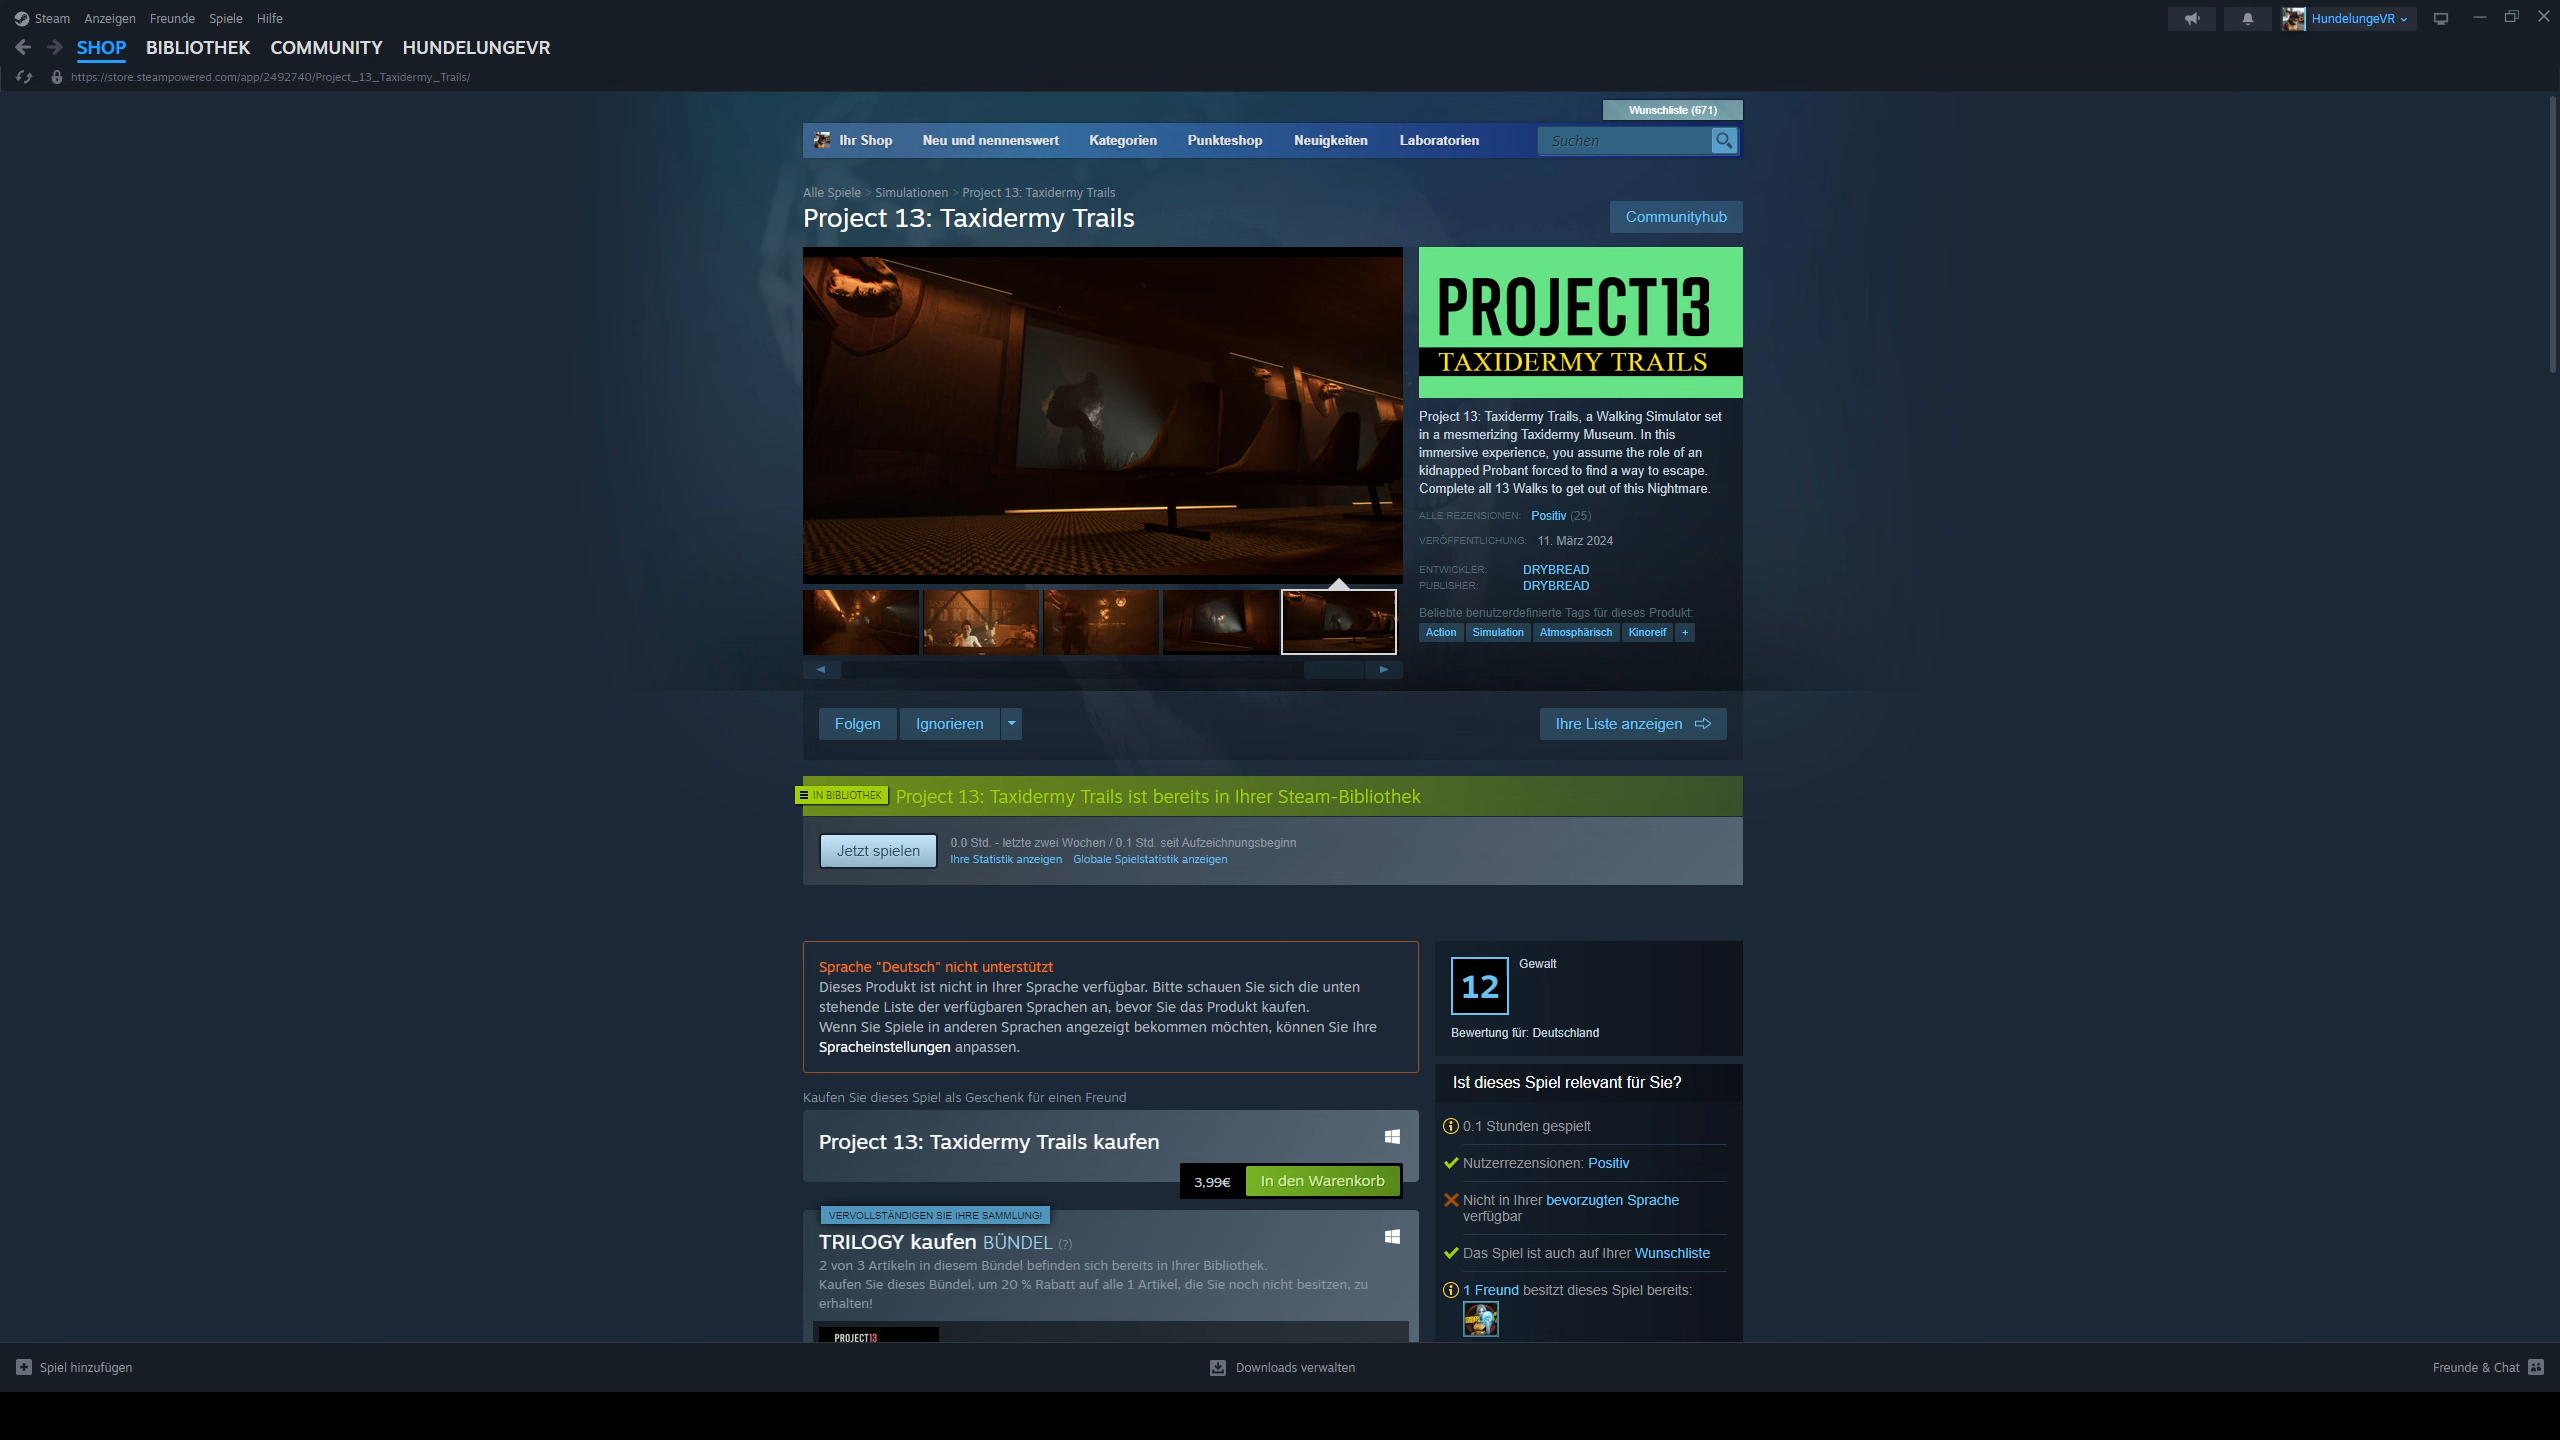 Steam Anzeigen Freunde Spiele Hilfe
HundelungeVR
SHOP BIBLIOTHEK COMMUNITY HUNDELUNGEVR
https://store.steampowered.com/app/2492740/Project_13_Taxidermy_Trails/
Wunschliste (671)
Ihr Shop Neu und nennenswert Kategorien Punkteshop Neuigkeiten Laboratorien Suchen
Alle Spiele > Simulationen > Project 13: Taxidermy Trails
Project 13: Taxidermy Trails
Communityhub
PROJECT13
TAXIDERMY TRAILS
Project 13: Taxidermy Trails, a Walking Simulator set
in a mesmerizing Taxidermy Museum. In this
immersive experience, you assume the role of an
kidnapped Probant forced to find a way to escape.
Complete all 13 Walks to get out of this Nightmare.
ALLE REZENSIONEN: Positiv (25)
VERÖFFENTLICHUNG: 11. März 2024
ENTWICKLER: DRYBREAD
PUBLISHER: DRYBREAD
Beliebte benutzerdefinierte Tags für dieses Produkt:
Action Simulation Atmosphärisch Kinoreif +
Folgen Ignorieren
Ihre Liste anzeigen
IN BIBLIOTHEK Project 13: Taxidermy Trails ist bereits in Ihrer Steam-Bibliothek
Jetzt spielen
0.0 Std. - letzte zwei Wochen / 0.1 Std. seit Aufzeichnungsbeginn
Ihre Statistik anzeigen Globale Spielstatistik anzeigen
Sprache "Deutsch" nicht unterstützt
Dieses Produkt ist nicht in Ihrer Sprache verfügbar. Bitte schauen Sie sich die unten
stehende Liste der verfügbaren Sprachen an, bevor Sie das Produkt kaufen.
Wenn Sie Spiele in anderen Sprachen angezeigt bekommen möchten, können Sie Ihre
Spracheinstellungen anpassen.
12
Gewalt
Bewertung für: Deutschland
Kaufen Sie dieses Spiel als Geschenk für einen Freund
Project 13: Taxidermy Trails kaufen
3,99€ In den Warenkorb
VERVOLLSTÄNDIGEN SIE IHRE SAMMLUNG!
TRILOGY kaufen BÜNDEL (?)
2 von 3 Artikeln in diesem Bündel befinden sich bereits in Ihrer Bibliothek.
Kaufen Sie dieses Bündel, um 20 % Rabatt auf alle 1 Artikel, die Sie noch nicht besitzen, zu
erhalten!
PROJECT13
Ist dieses Spiel relevant für Sie?
0.1 Stunden gespielt
Nutzerrezensionen: Positiv
Nicht in Ihrer bevorzugten Sprache
verfügbar
Das Spiel ist auch auf Ihrer Wunschliste
1 Freund besitzt dieses Spiel bereits:
Spiel hinzufügen
Downloads verwalten
Freunde & Chat